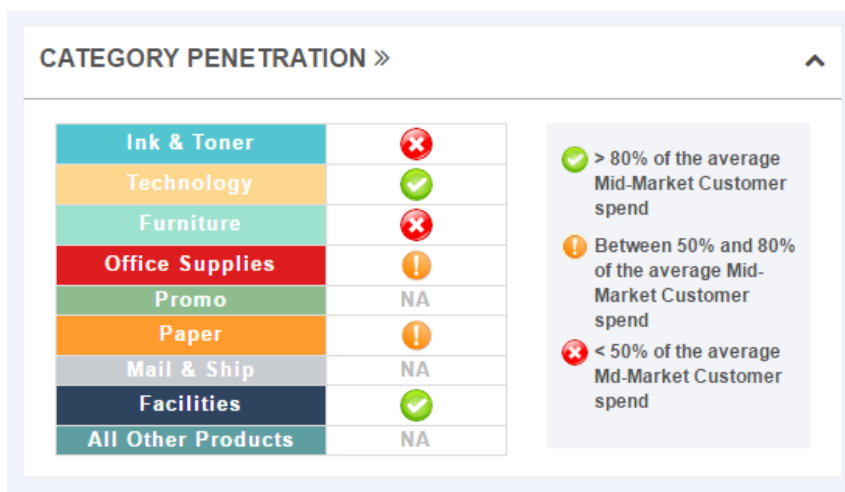 CATEGORY PENETRATION »
Ink & Toner
Technology
Furniture
Office Supplies
Promo NA
Paper
Mail & Ship NA
Facilities
All Other Products NA
> 80% of the average
Mid-Market Customer
spend
Between 50% and 80%
of the average Mid-
Market Customer
spend
< 50% of the average
Md-Market Customer
spend